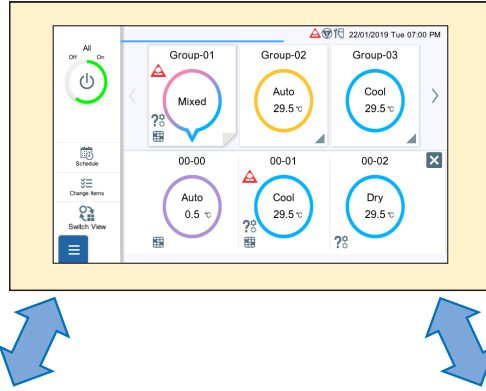 22/01/2019 Tue 07:00 PM
All
Off On
Schedule
Change Items
Switch View
Group-01 Group-02 Group-03
Mixed
Auto
29.5 ℃
Cool
29.5 ℃
00-00 00-01 00-02
Auto
0.5 ℃
Cool
29.5 ℃
Dry
29.5 ℃